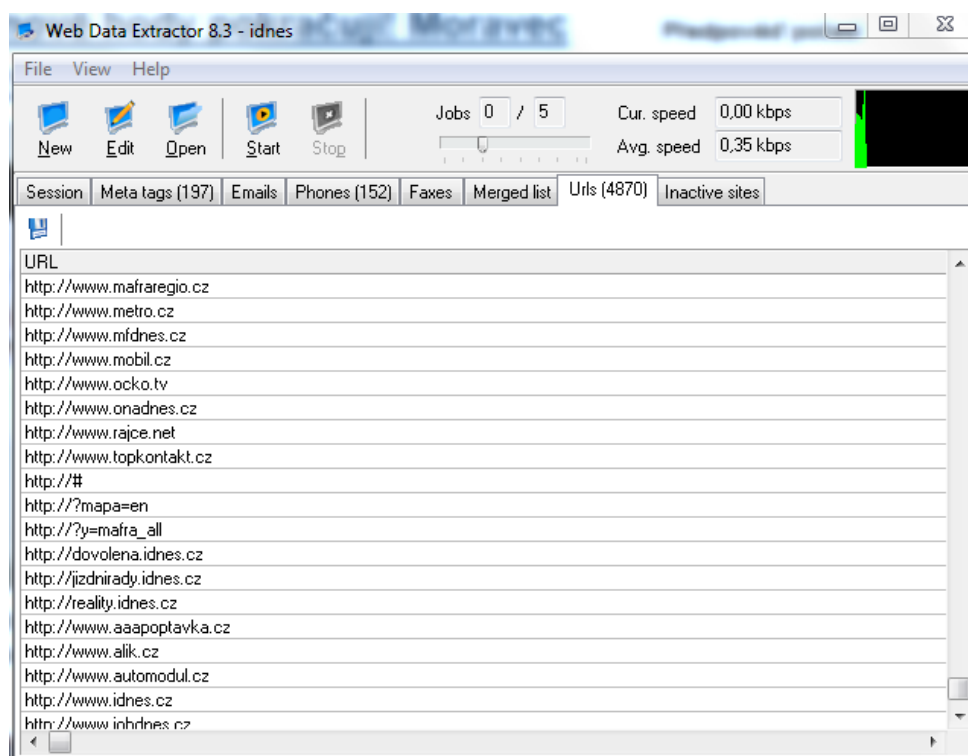 Web Data Extractor 8.3 - idnes
File View Help
New Edit Open Start Stop
Jobs 0 / 5
Cur. speed 0,00 kbps
Avg. speed 0,35 kbps
Session Meta tags (197) Emails Phones (152) Faxes Merged list Urls (4870) Inactive sites
URL
http://www.mafraregio.cz
http://www.metro.cz
http://www.mfdnes.cz
http://www.mobil.cz
http://www.ocko.tv
http://www.onadnes.cz
http://www.rajce.net
http://www.topkontakt.cz
http://#
http://?mapa=en
http://?y=mafra_all
http://dovolena.idnes.cz
http://jizdnirady.idnes.cz
http://reality.idnes.cz
http://www.aaapoptavka.cz
http://www.alik.cz
http://www.automodul.cz
http://www.idnes.cz
http://www.jobdnes.cz